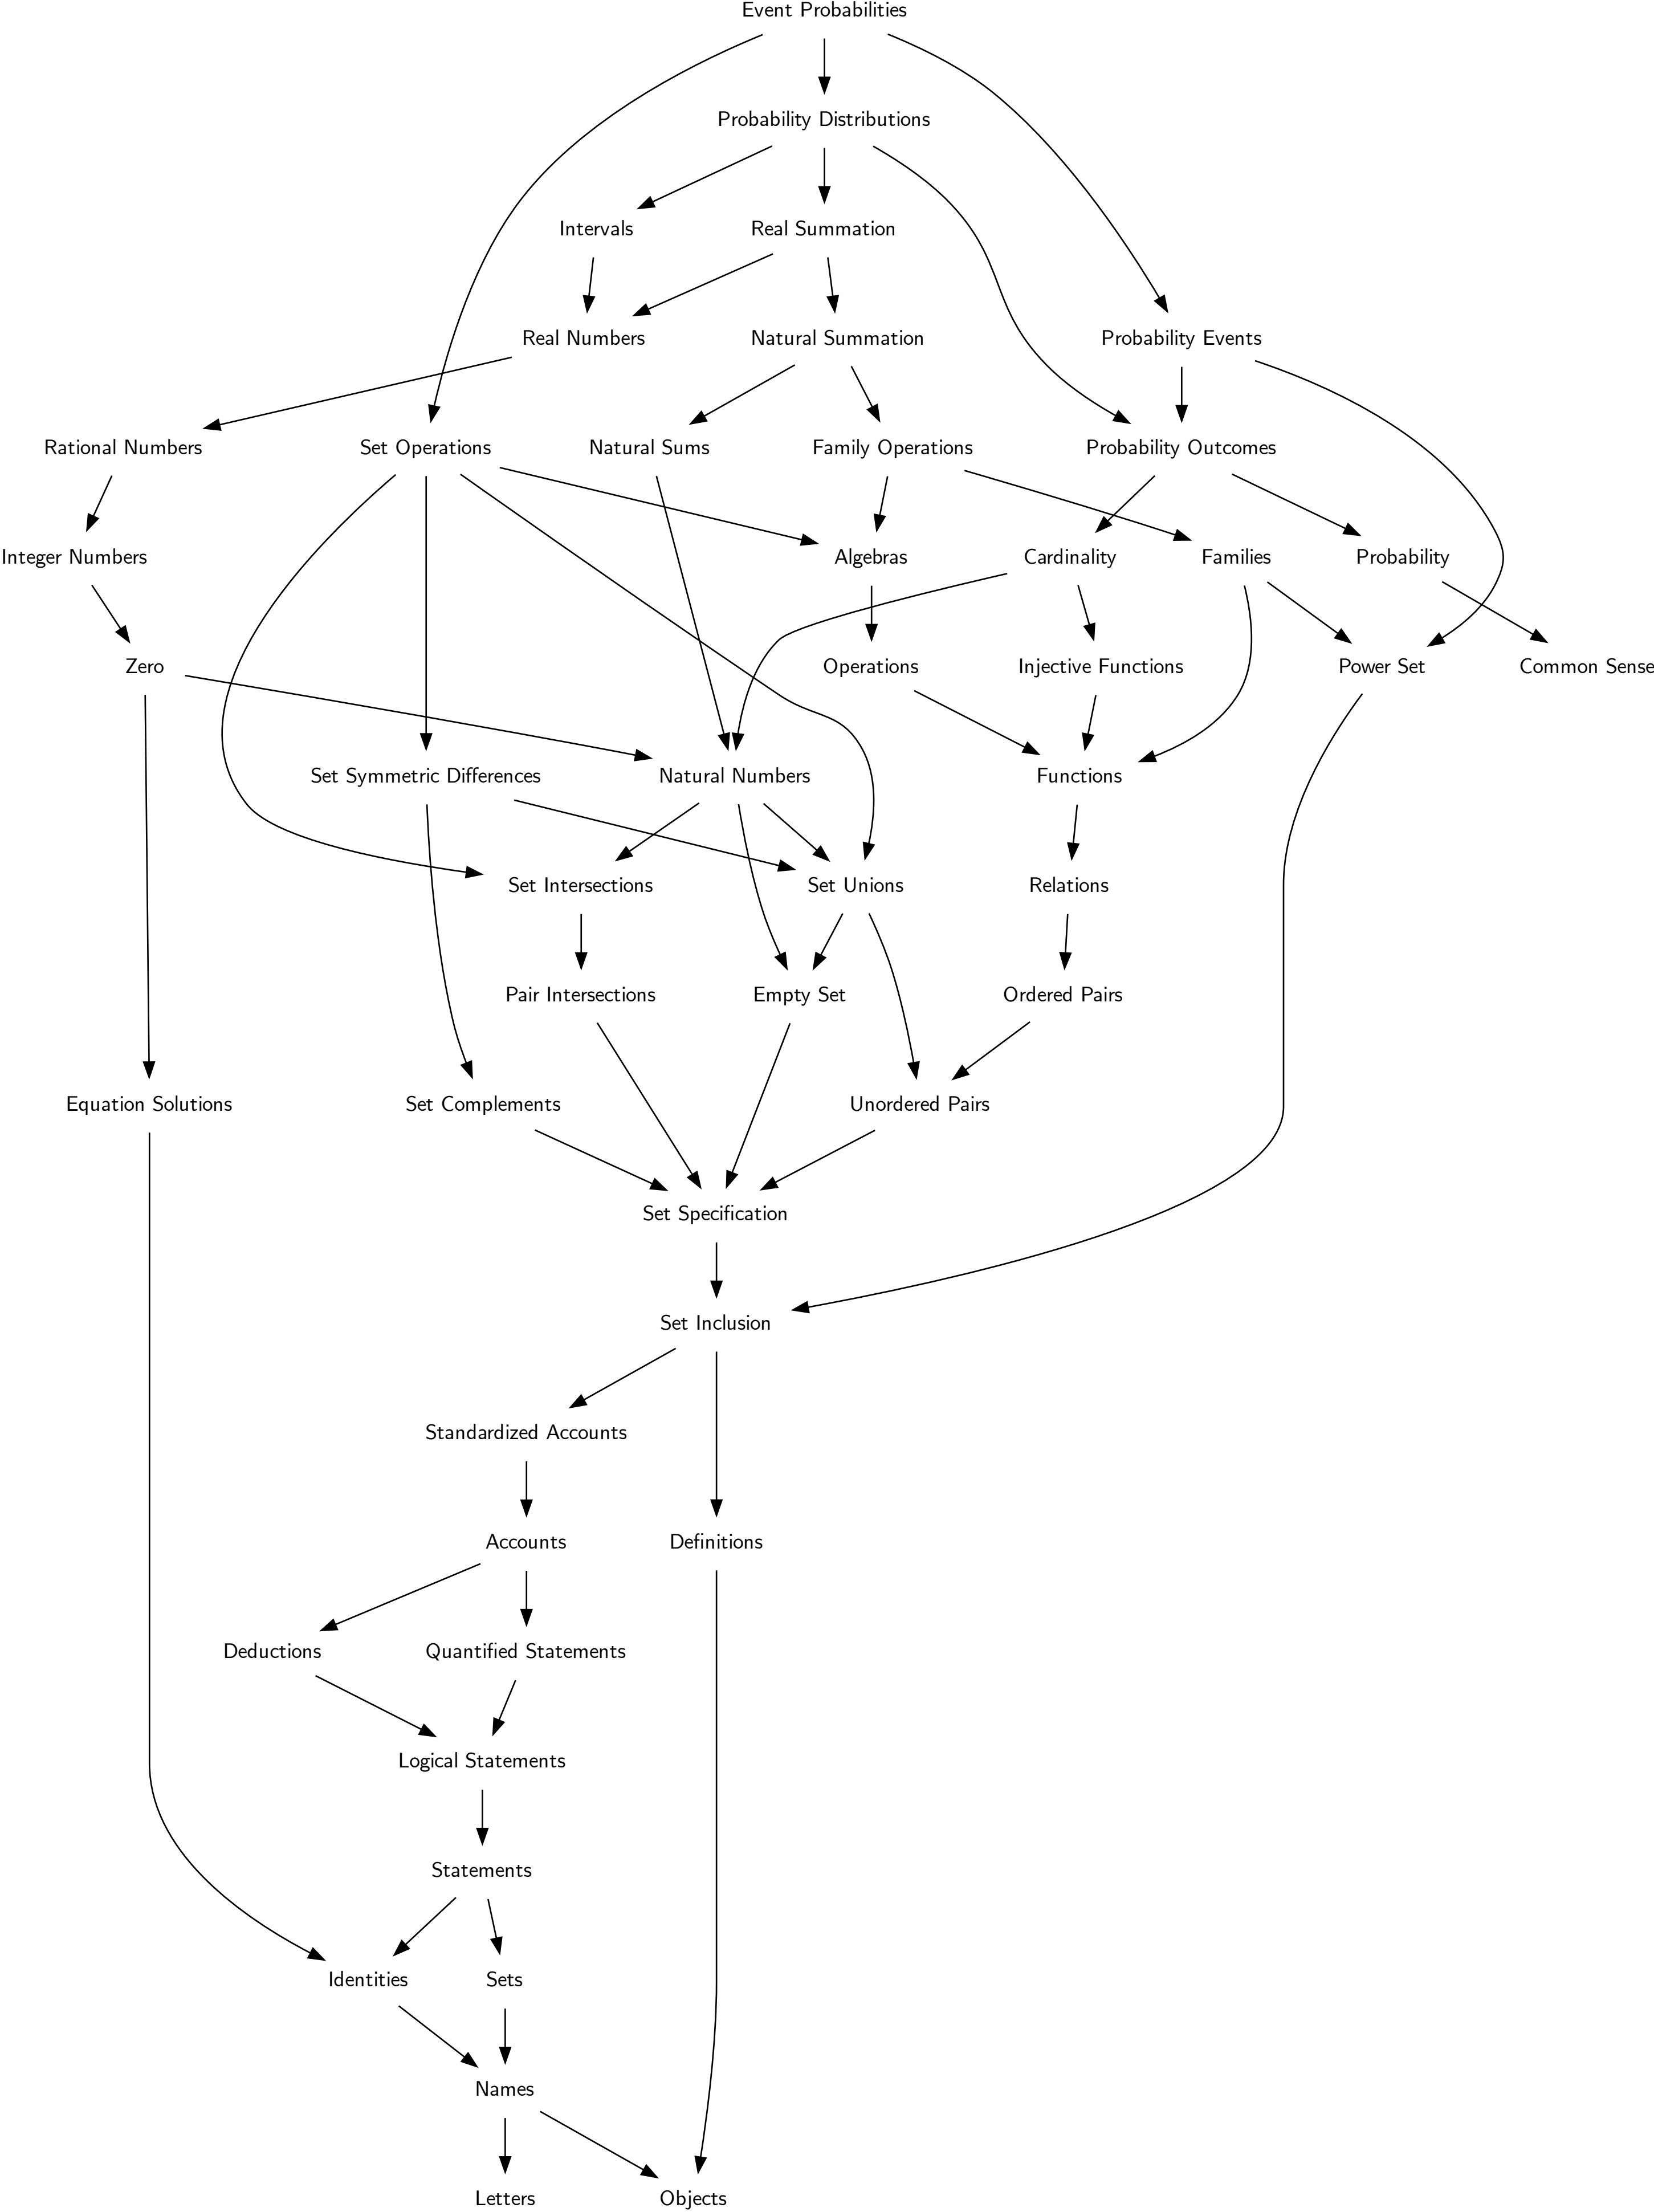 Event Probabilities
Probability Distributions
Intervals
Real Summation
Real Numbers
Natural Summation
Probability Events
Rational Numbers
Set Operations
Natural Sums
Family Operations
Probability Outcomes
Integer Numbers
Algebras
Cardinality
Families
Probability
Zero
Operations
Injective Functions
Power Set
Common Sense
Set Symmetric Differences
Natural Numbers
Functions
Set Intersections
Set Unions
Relations
Pair Intersections
Empty Set
Ordered Pairs
Equation Solutions
Set Complements
Unordered Pairs
Set Specification
Set Inclusion
Standardized Accounts
Accounts
Definitions
Deductions
Quantified Statements
Logical Statements
Statements
Identities
Sets
Names
Letters
Objects